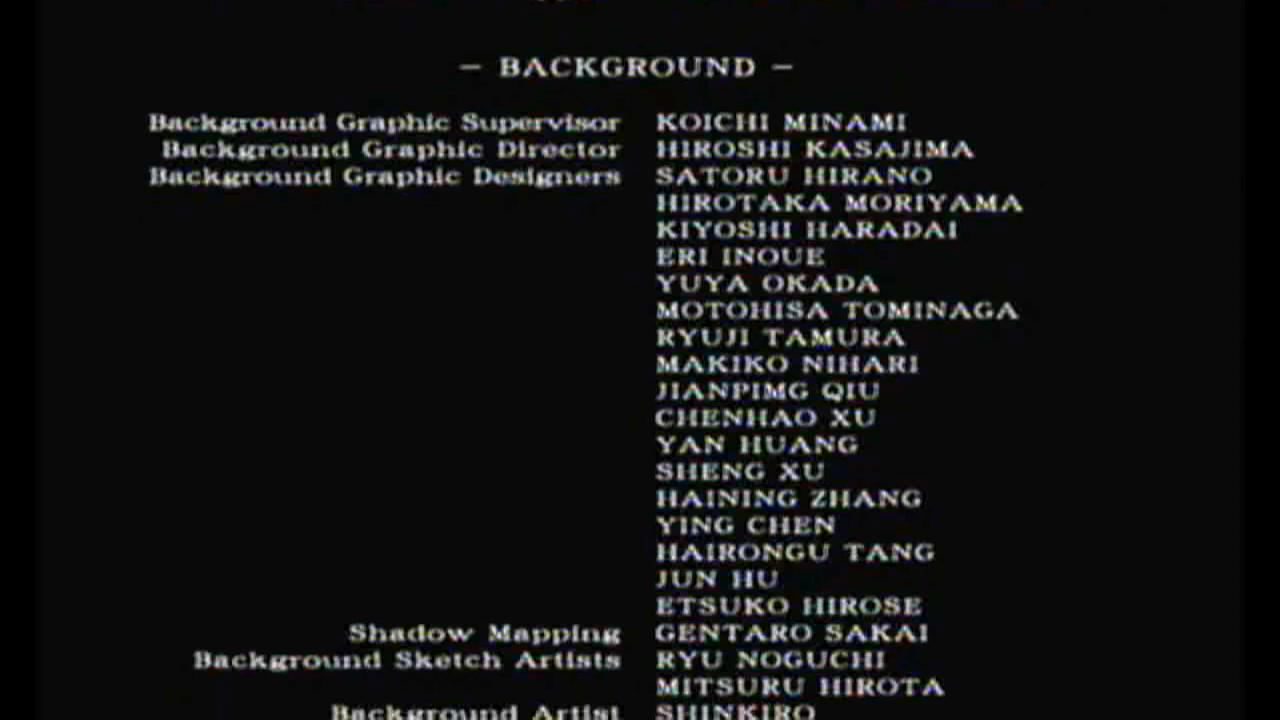 — BACKGROUND —
Background Graphic Supervisor KOICHI MINAMI
Background Graphic Director HIROSHI KASAJIMA
Background Graphic Designers SATORU HIRANO
HIROTAKA MORIYAMA
KIYOSHI HARADAI
ERI INOUE
YUYA OKADA
MOTOHISA TOMINAGA
RYUJI TAMURA
MAKIKO NIHARI
JIANPIMG QIU
CHENHAO XU
YAN HUANG
SHENG XU
HAINING ZHANG
YING CHEN
HAIRONGU TANG
JUN HU
ETSUKO HIROSE
Shadow Mapping GENTARO SAKAI
Background Sketch Artists RYU NOGUCHI
MITSURU HIROTA
Background Artist SHINKIRO